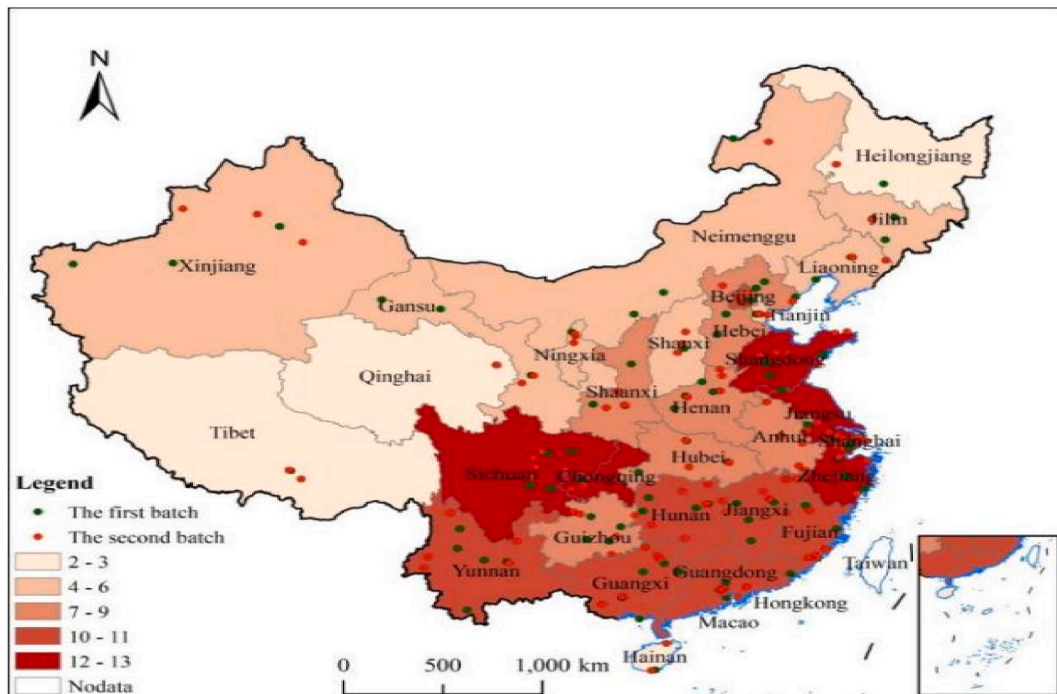 N
Heilongjiang
Jilin
Neimenggu
Liaoning
Xinjiang
Gansu
Beijing
Tianjin
Hebei
Shanxi
Ningxia
Shangdong
Qinghai
Shaanxi
Henan
Jiangsu
Tibet
Anhui
Shanghai
Hubei
Sichuan
Chongqing
Zhejiang
Hunan
Jiangxi
Guizhou
Fujian
Yunnan
Guangxi
Guangdong
Taiwan
Hongkong
Macao
Hainan
Legend
The first batch
The second batch
2 - 3
4 - 6
7 - 9
10 - 11
12 - 13
Nodata
0 500 1,000 km